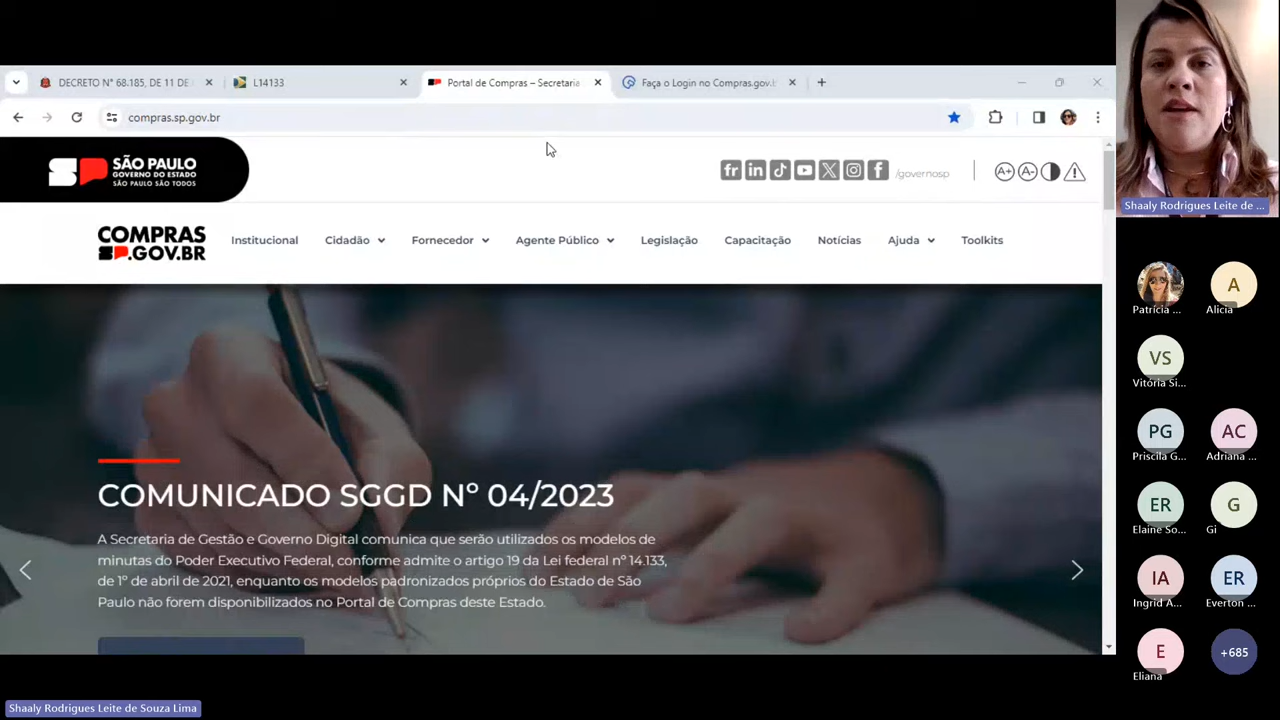 DECRETO N° 68.185, DE 11 DE
L14133
Portal de Compras – Secretaria
Faça o Login no Compras.gov.b
compras.sp.gov.br
SÃO PAULO
GOVERNO DO ESTADO
SÃO PAULO SÃO TODOS
/governosp
A+
A-
COMPRAS
SP.GOV.BR
Institucional
Cidadão
Fornecedor
Agente Público
Legislação
Capacitação
Notícias
Ajuda
Toolkits
COMUNICADO SGGD Nº 04/2023
A Secretaria de Gestão e Governo Digital comunica que serão utilizados os modelos de
minutas do Poder Executivo Federal, conforme admite o artigo 19 da Lei federal nº 14.133,
de 1º de abril de 2021, enquanto os modelos padronizados próprios do Estado de São
Paulo não forem disponibilizados no Portal de Compras deste Estado.
Shaaly Rodrigues Leite de ...
Patrícia ...
A
Alicia
VS
Vitória Si...
PG
Priscila G...
AC
Adriana ...
ER
Elaine So...
G
Gi
IA
Ingrid A...
ER
Everton ...
E
Eliana
+685
Shaaly Rodrigues Leite de Souza Lima